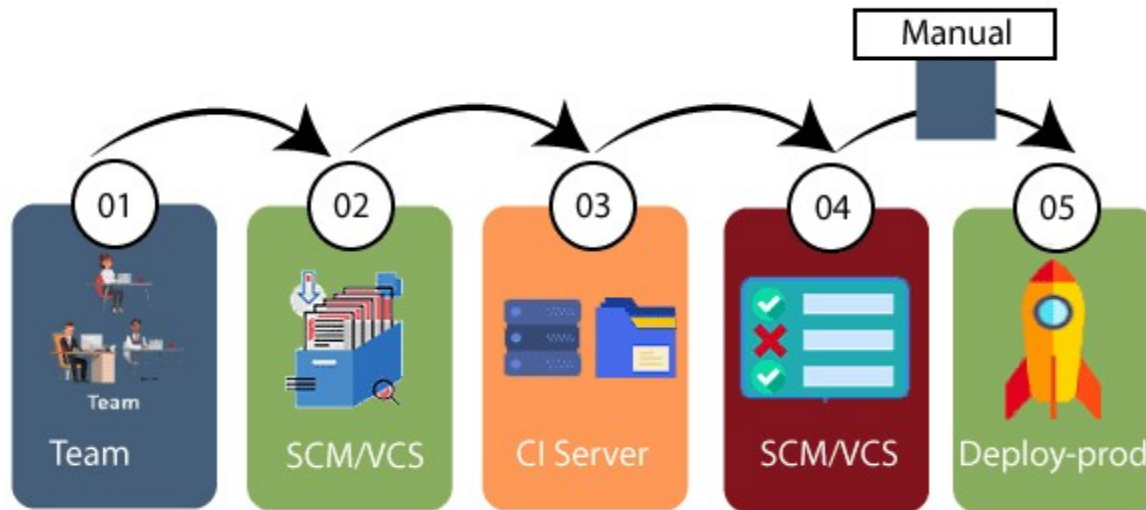 Manual
01
02
03
04
05
Team
Team
SCM/VCS
CI Server
SCM/VCS
Deploy-prod